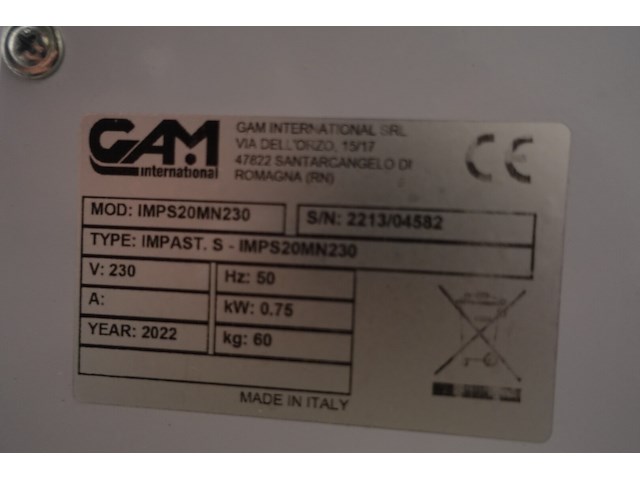 GAM
international
GAM INTERNATIONAL SRL
VIA DELL'ORZO, 15/17
47822 SANTARCANGELO DI
ROMAGNA (RN)
CE
MOD: IMPS20MN230
S/N: 2213/04582
TYPE: IMPAST. S - IMPS20MN230
V: 230
Hz: 50
A:
kW: 0.75
YEAR: 2022
kg: 60
MADE IN ITALY